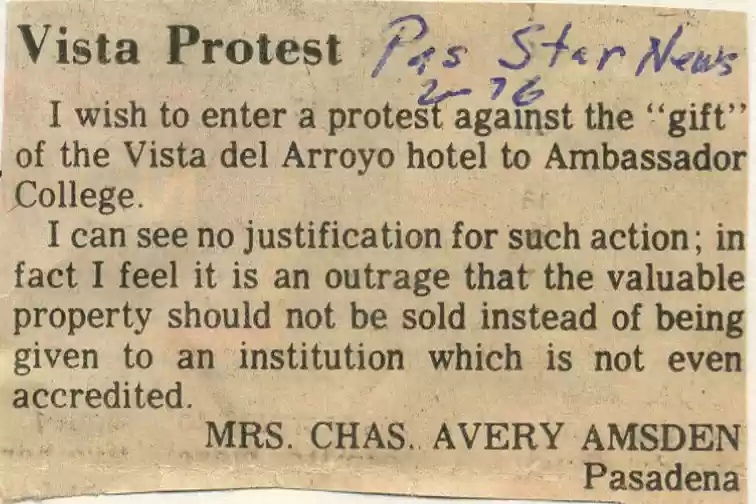 Vista Protest Pas Star News
2-76
I wish to enter a protest against the "gift"
of the Vista del Arroyo hotel to Ambassador
College.
I can see no justification for such action; in
fact I feel it is an outrage that the valuable
property should not be sold instead of being
given to an institution which is not even
accredited.
MRS. CHAS. AVERY AMSDEN
Pasadena